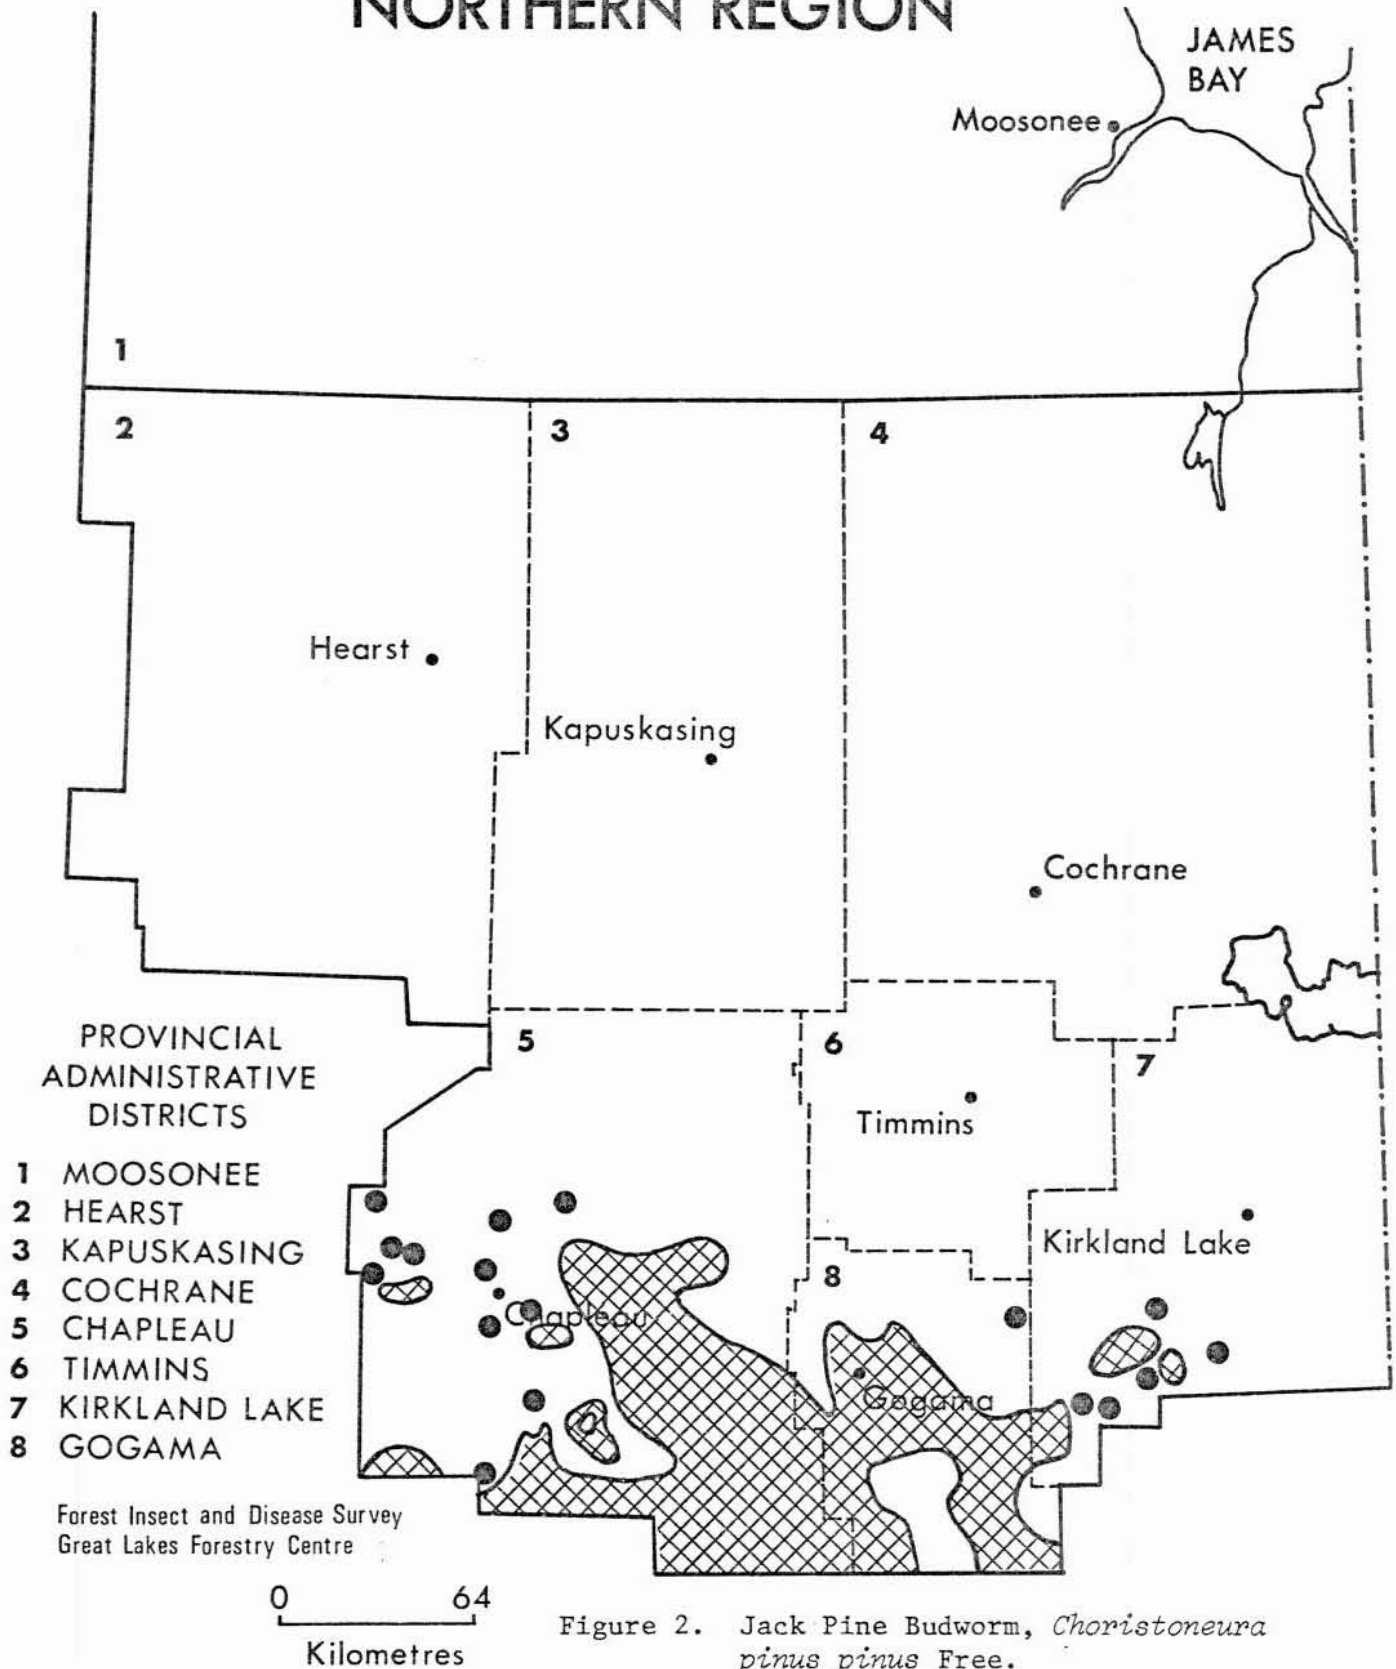 NORTHERN REGION
JAMES
BAY
Moosonee
1
2
3
4
Hearst
Kapuskasing
Cochrane
5
6
7
Timmins
Kirkland Lake
8
Chapleau
Gogama
PROVINCIAL
ADMINISTRATIVE
DISTRICTS
1 MOOSONEE
2 HEARST
3 KAPUSKASING
4 COCHRANE
5 CHAPLEAU
6 TIMMINS
7 KIRKLAND LAKE
8 GOGAMA
Forest Insect and Disease Survey
Great Lakes Forestry Centre
0 64
Kilometres
Figure 2. Jack Pine Budworm, Choristoneura
pinus pinus Free.